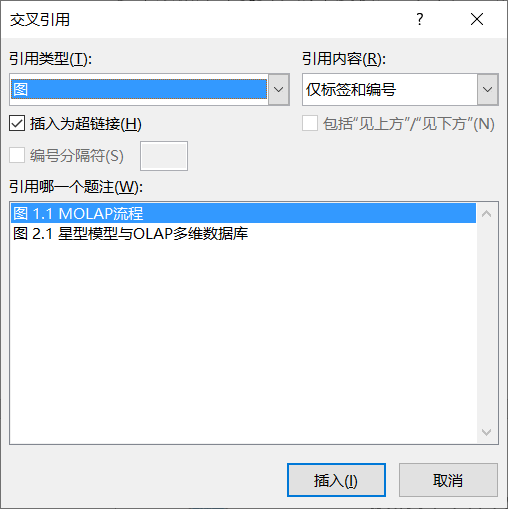 交叉引用
引用类型(T):
引用内容(R):
图
仅标签和编号
插入为超链接(H)
包括“见上方”/“见下方”(N)
编号分隔符(S)
引用哪一个题注(W):
图 1.1 MOLAP流程
图 2.1 星型模型与OLAP多维数据库
插入(I)
取消